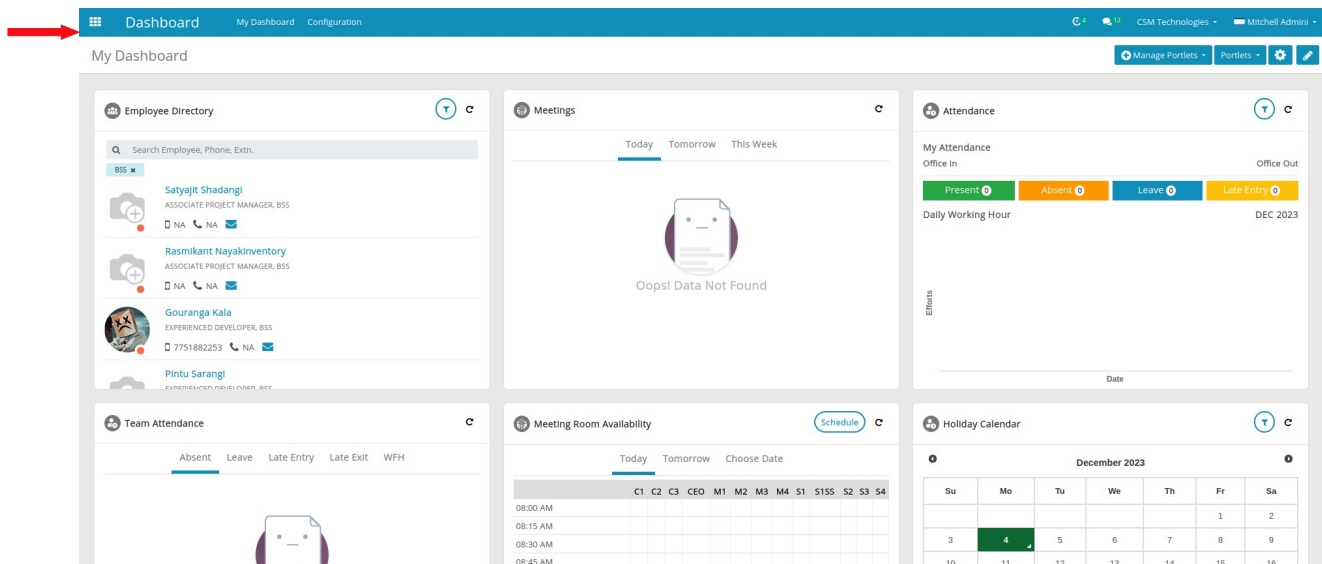 Dashboard My Dashboard Configuration 4 12 CSM Technologies Mitchell Admini
My Dashboard Manage Portlets Portlets
Employee Directory
Search Employee, Phone, Extn.
BSS ×
Satyajit Shadangi
ASSOCIATE PROJECT MANAGER, BSS
NA NA
Rasmikant NayakInventory
ASSOCIATE PROJECT MANAGER, BSS
NA NA
Gouranga Kala
EXPERIENCED DEVELOPER, BSS
7751882253 NA
Pintu Sarangi
EXPERIENCED DEVELOPER, BSS
Meetings
Today Tomorrow This Week
Oops! Data Not Found
Attendance
My Attendance
Office In Office Out
Present 0 Absent 0 Leave 0 Late Entry 0
Daily Working Hour DEC 2023
Efforts
Date
Team Attendance
Absent Leave Late Entry Late Exit WFH
Meeting Room Availability Schedule
Today Tomorrow Choose Date
C1 C2 C3 CEO M1 M2 M3 M4 S1 S1SS S2 S3 S4
08:00 AM
08:15 AM
08:30 AM
08:45 AM
Holiday Calendar
December 2023
Su Mo Tu We Th Fr Sa
1 2
3 4 5 6 7 8 9
10 11 12 13 14 15 16